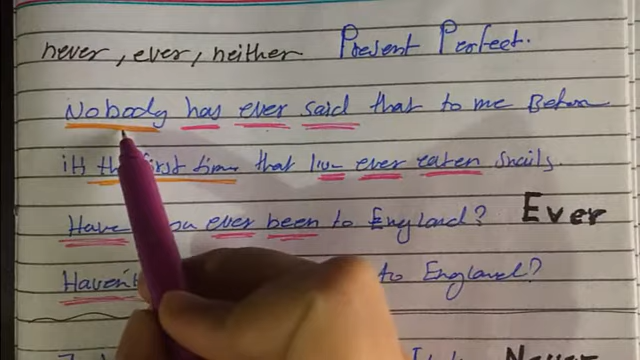 never, ever, neither Present Perfect.
Nobody has ever said that to me Before
it's the first time that I've ever eaten snails.
Have you ever been to England? Ever
Haven't to England?
Never